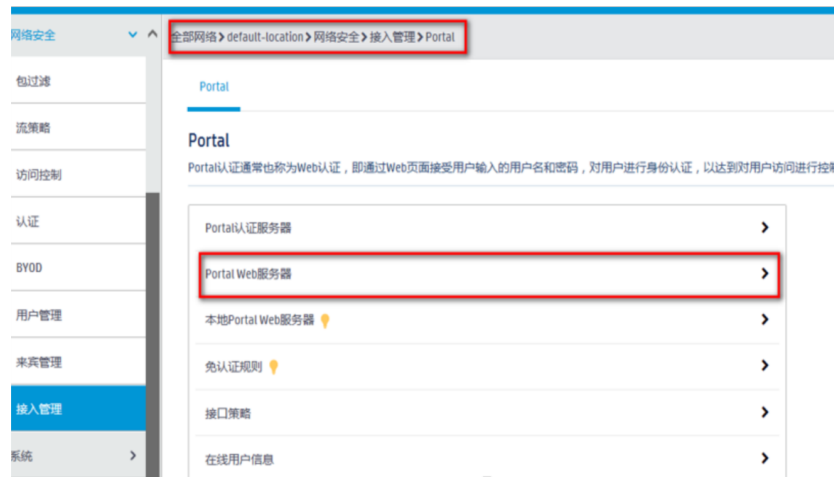 网络安全
全部网络>default-location>网络安全>接入管理>Portal
包过滤
流策略
访问控制
认证
BYOD
用户管理
来宾管理
接入管理
系统
Portal
Portal
Portal认证通常也称为Web认证，即通过Web页面接受用户输入的用户名和密码，对用户进行身份认证，以达到对用户访问进行控制
Portal认证服务器
Portal Web服务器
本地Portal Web服务器
免认证规则
接口策略
在线用户信息